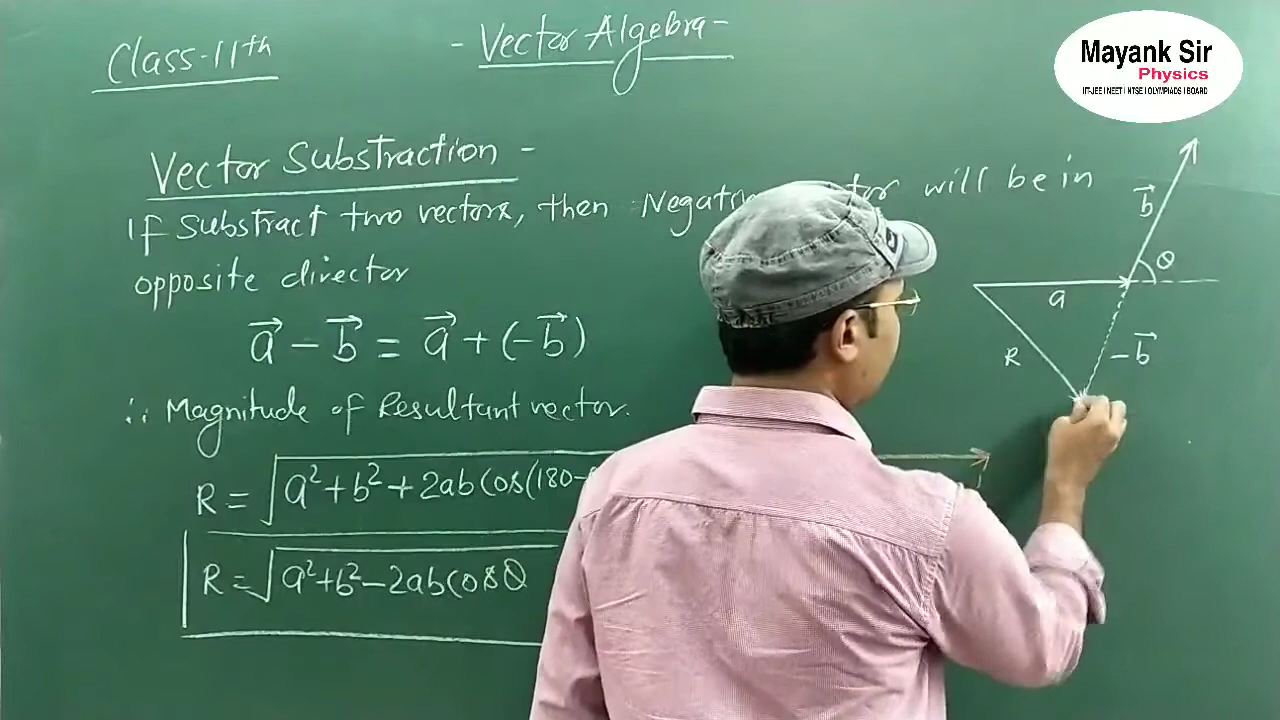 Class-11th
- Vector Algebra -
Mayank Sir
Physics
IIT-JEE I NEET I NTSE I OLYMPIADS I BOARD
Vector Substraction -
If Substract two vectors, then will be in
opposite director
a⃗ - b⃗ = a⃗ + (-b⃗)
∴ Magnitude of Resultant vector.
R = √a²+b²+2ab Cos(180-
R = √a²+b²-2ab Cosθ
b⃗
θ
a
R
-b⃗